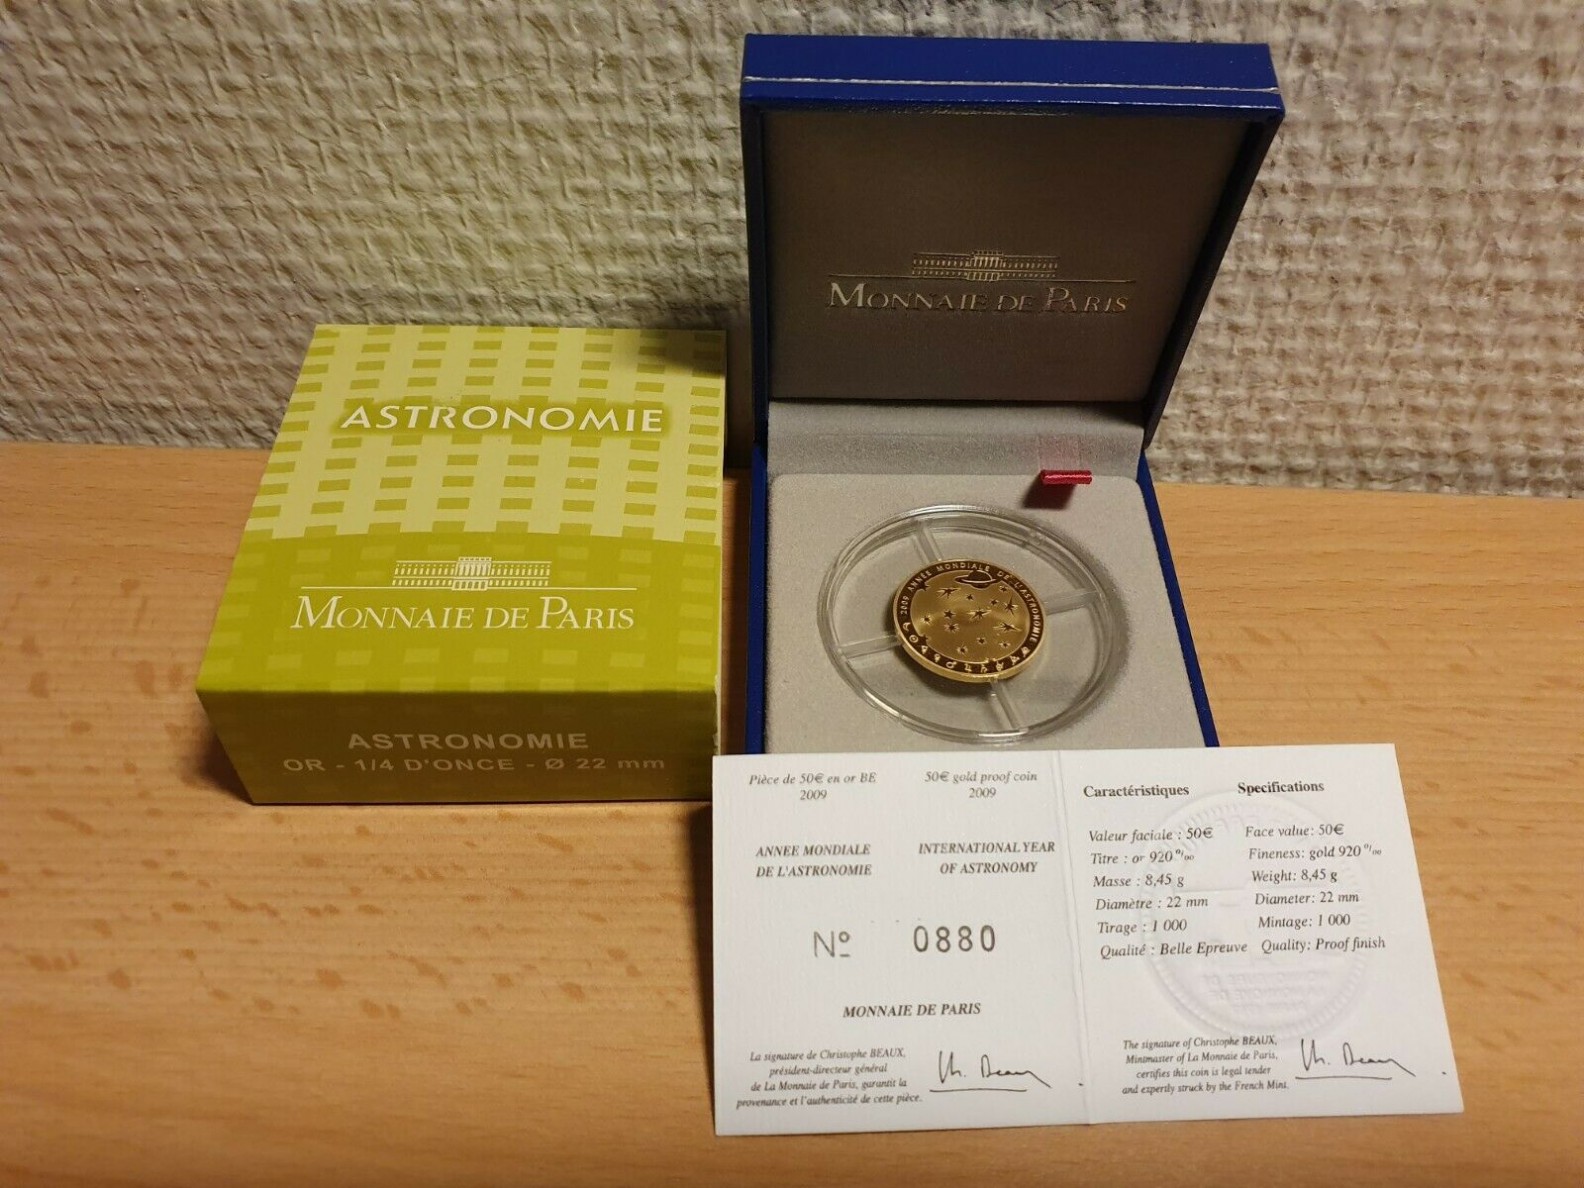 MONNAIE DE PARIS
ASTRONOMIE
MONNAIE DE PARIS
ASTRONOMIE
OR - 1/4 D'ONCE - Ø 22 mm
2009 ANNEE MONDIALE DE L'ASTRONOMIE
Pièce de 50€ en or BE
2009
50€ gold proof coin
2009
ANNEE MONDIALE
DE L'ASTRONOMIE
INTERNATIONAL YEAR
OF ASTRONOMY
Nº 0880
MONNAIE DE PARIS
La signature de Christophe BEAUX,
président-directeur général
de La Monnaie de Paris, garantit la
provenance et l'authenticité de cette pièce.
Caractéristiques
Valeur faciale : 50€
Titre : or 920 º/ºº
Masse : 8,45 g
Diamètre : 22 mm
Tirage : 1 000
Qualité : Belle Epreuve
Specifications
Face value: 50€
Fineness: gold 920 º/ºº
Weight: 8,45 g
Diameter: 22 mm
Mintage: 1 000
Quality: Proof finish
The signature of Christophe BEAUX,
Mintmaster of La Monnaie de Paris,
certifies this coin is legal tender
and expertly struck by the French Mint.